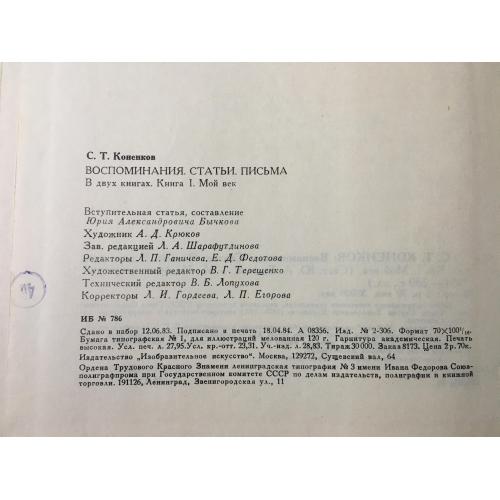 С. Т. Коненков
ВОСПОМИНАНИЯ. СТАТЬИ. ПИСЬМА
В двух книгах. Книга I. Мой век
Вступительная статья, составление
Юрия Александровича Бычкова
Художник А. Д. Крюков
Зав. редакцией Л. А. Шарафутдинова
Редакторы Л. П. Ганичева, Е. Д. Федотова
Художественный редактор В. Г. Терещенко
Технический редактор В. Б. Лопухова
Корректоры Л. И. Гордеева, Л. П. Егорова
ИБ № 786
Сдано в набор 12.06.83. Подписано в печать 18.04.84. А 08356. Изд. № 2-306. Формат 70×100¹/₁₆.
Бумага типографская № 1, для иллюстраций мелованная 120 г. Гарнитура академическая. Печать
высокая. Усл. печ. л. 27,95. Усл. кр.-отт. 23,31. Уч.-изд. л. 28,83. Тираж 30000. Заказ 8173. Цена 2 р. 70к.
Издательство „Изобразительное искусство". Москва, 129272, Сущевский вал, 64
Ордена Трудового Красного Знамени ленинградская типография № 3 имени Ивана Федорова Союз-
полиграфпрома при Государственном комитете СССР по делам издательств, полиграфии и книжной
торговли. 191126, Ленинград, Звенигородская ул., 11